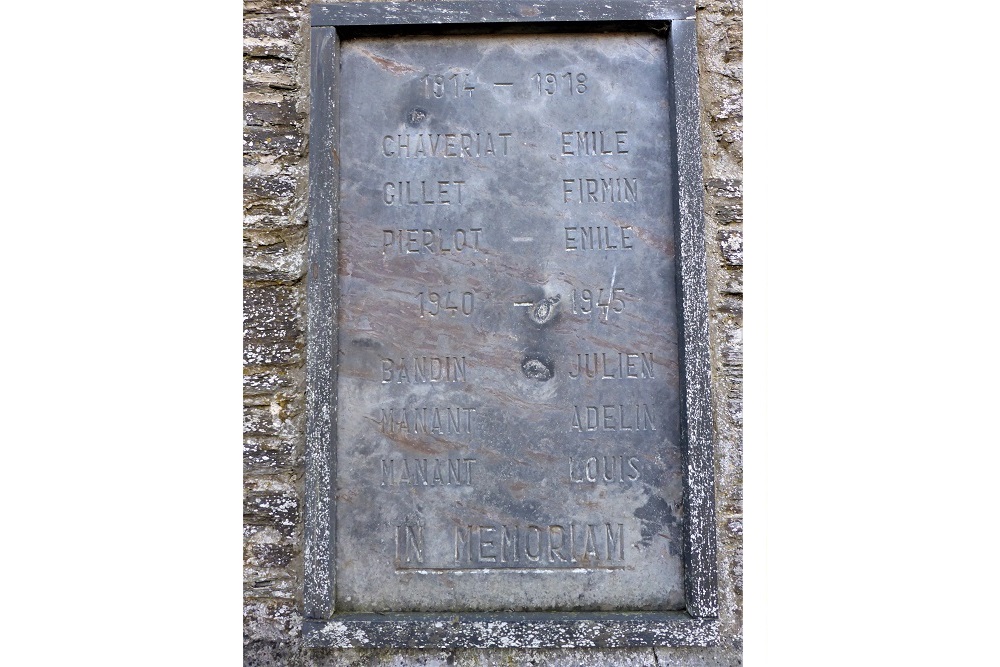 1914 — 1918
CHAVERIAT EMILE
GILLET FIRMIN
PIERLOT — EMILE
1940 — 1945
BANDIN JULIEN
MANANT ADELIN
MANANT LOUIS
IN MEMORIAM